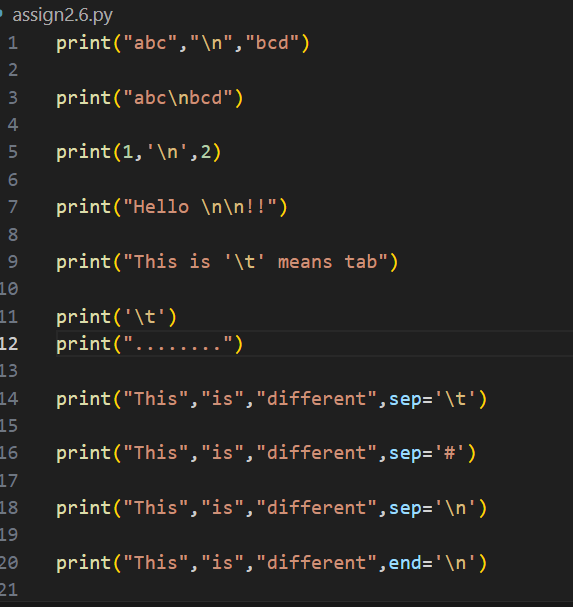 assign2.6.py
1 print("abc","\n","bcd")
2
3 print("abc\nbcd")
4
5 print(1,'\n',2)
6
7 print("Hello \n\n!!")
8
9 print("This is '\t' means tab")
10
11 print('\t')
12 print("........")
13
14 print("This","is","different",sep='\t')
15
16 print("This","is","different",sep='#')
17
18 print("This","is","different",sep='\n')
19
20 print("This","is","different",end='\n')
21